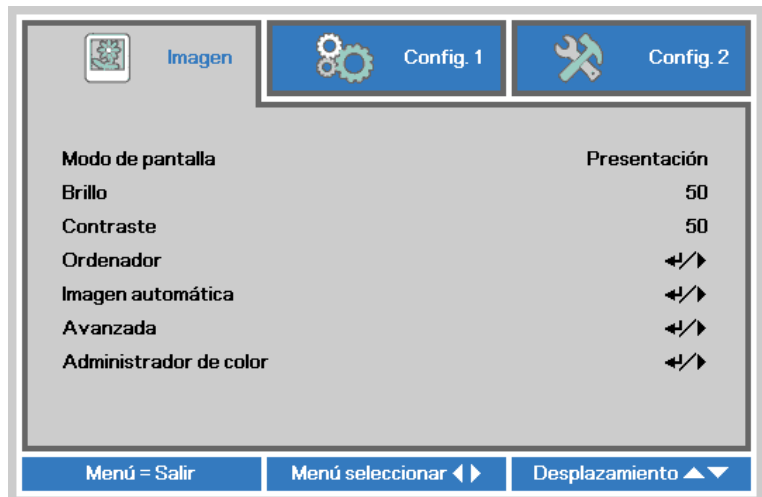 Imagen
Config. 1
Config. 2
Modo de pantalla Presentación
Brillo 50
Contraste 50
Ordenador
Imagen automática
Avanzada
Administrador de color
Menú = Salir
Menú seleccionar
Desplazamiento